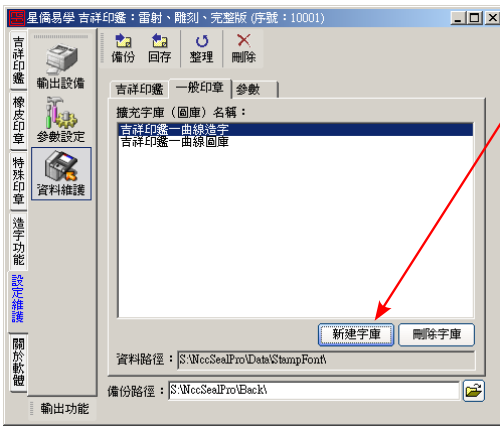 星僑易學 吉祥印鑑：雷射、雕刻、完整版 (序號：10001)
吉祥印鑑
橡皮印章
特殊印章
造字功能
設定維護
關於軟體
輸出設備
參數設定
資料維護
輸出功能
備份 回存 整理 刪除
吉祥印鑑 一般印章 參數
擴充字庫（圖庫）名稱：
吉祥印鑑—曲線造字
吉祥印鑑—曲線圖庫
新建字庫 刪除字庫
資料路徑：S:\NccSealPro\Data\StampFont\
備份路徑：S:\NccSealPro\Back\